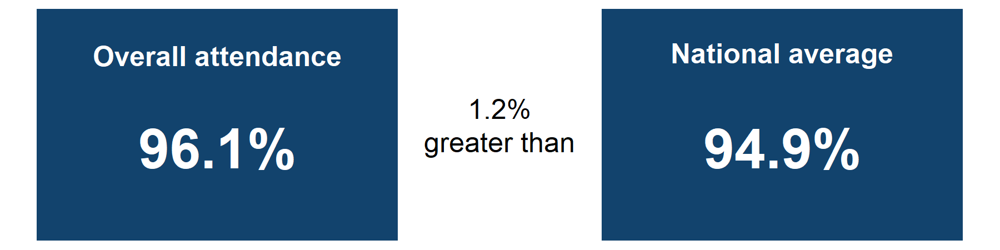 Overall attendance
96.1%
1.2%
greater than
National average
94.9%